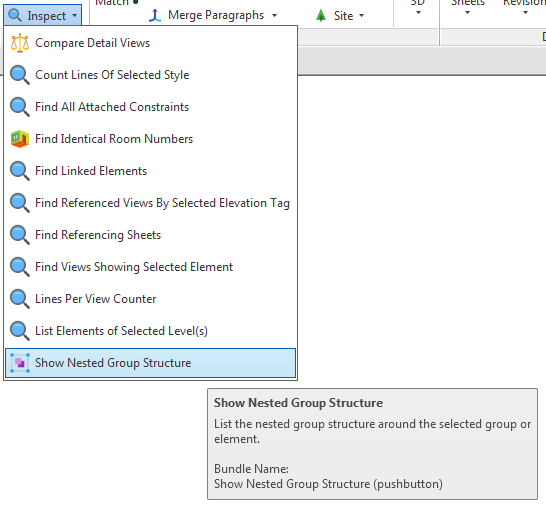 Match
3D
Sheets
Revision
Inspect
Merge Paragraphs
Site
Compare Detail Views
Count Lines Of Selected Style
Find All Attached Constraints
Find Identical Room Numbers
Find Linked Elements
Find Referenced Views By Selected Elevation Tag
Find Referencing Sheets
Find Views Showing Selected Element
Lines Per View Counter
List Elements of Selected Level(s)
Show Nested Group Structure
Show Nested Group Structure
List the nested group structure around the selected group or
element.
Bundle Name:
Show Nested Group Structure (pushbutton)